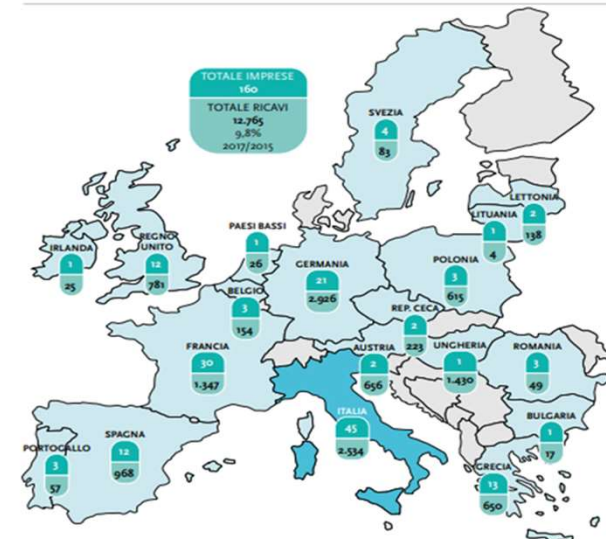 TOTALE IMPRESE
160
TOTALE RICAVI
12.765
9,8%
2017/2015
SVEZIA
4
83
LETTONIA
2
138
LITUANIA
1
4
IRLANDA
1
25
REGNO
UNITO
12
781
PAESI BASSI
1
26
GERMANIA
21
2.926
POLONIA
3
615
BELGIO
3
154
REP. CECA
2
223
FRANCIA
30
1.347
AUSTRIA
2
656
UNGHERIA
1
1.430
ROMANIA
3
49
ITALIA
45
2.534
BULGARIA
1
17
PORTOGALLO
3
57
SPAGNA
12
968
GRECIA
13
650